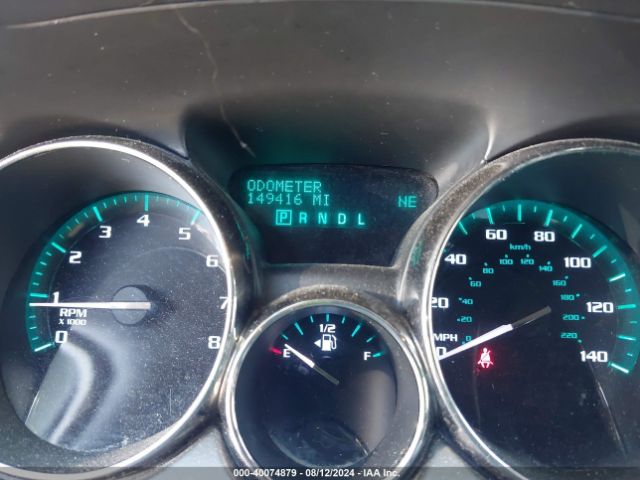 ODOMETER
149416 MI NE
P R N D L
0 1 2 3 4 5 6 7 8
RPM
X 1000
E 1/2 F
0 20 40 60 80 100 120 140
MPH
km/h
0 20 40 60 80 100 120 140 160 180 200 220
000-40074879 - 08/12/2024 - IAA Inc.